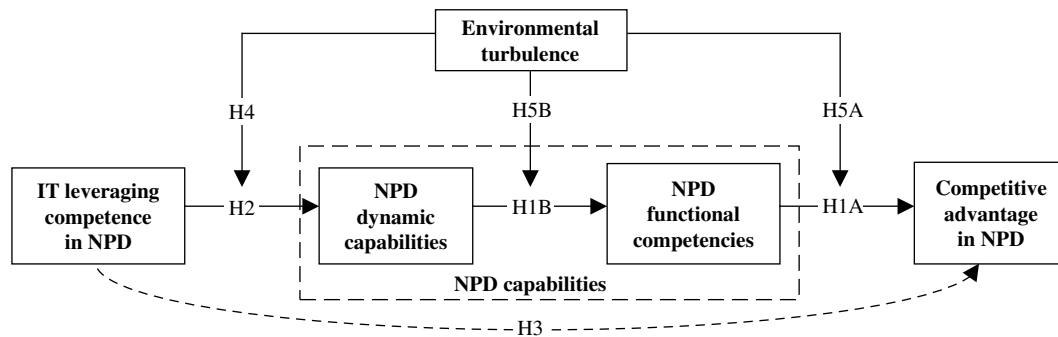 Environmental
turbulence
H4
H5B
H5A
IT leveraging
competence
in NPD
H2
NPD
dynamic
capabilities
H1B
NPD
functional
competencies
H1A
Competitive
advantage
in NPD
NPD capabilities
H3